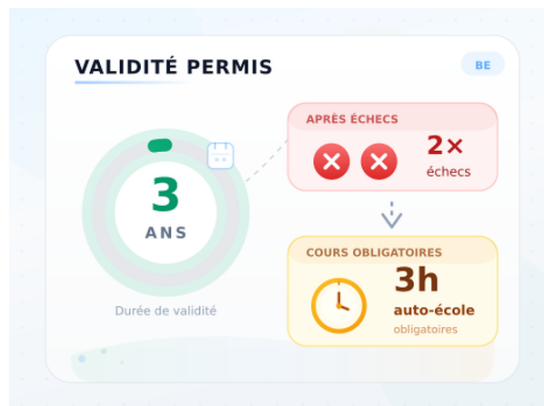 VALIDITÉ PERMIS
BE
3
ANS
Durée de validité
APRÈS ÉCHECS
2×
échecs
COURS OBLIGATOIRES
3h
auto-école
obligatoires